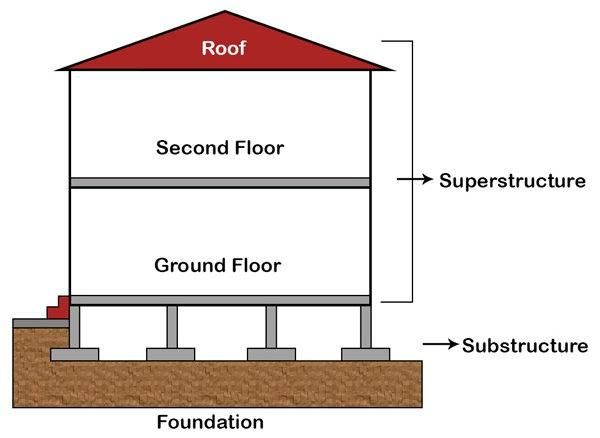 Roof
Second Floor
Superstructure
Ground Floor
Substructure
Foundation